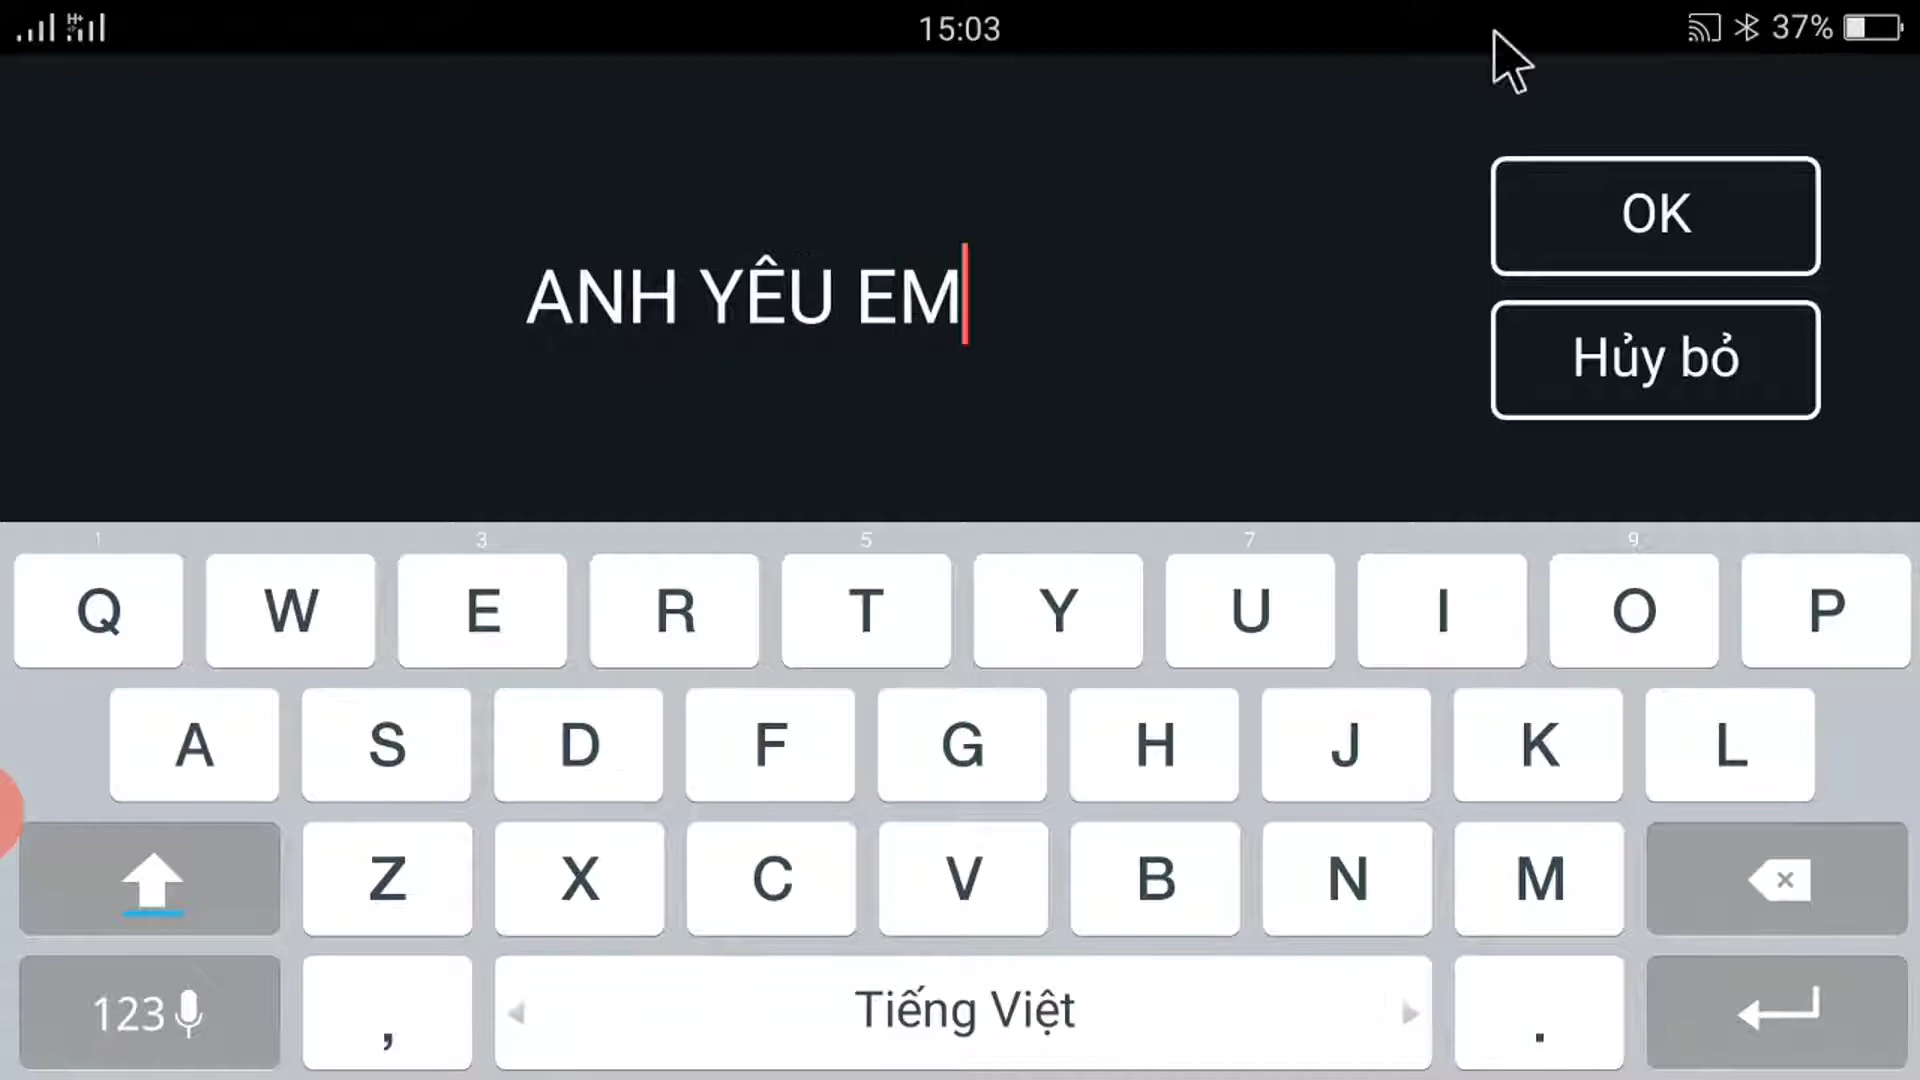 H+
15:03
37%
ANH YÊU EM
OK
Hủy bỏ
1 3 5 7 9
Q W E R T Y U I O P
A S D F G H J K L
Z X C V B N M
123 , Tiếng Việt .